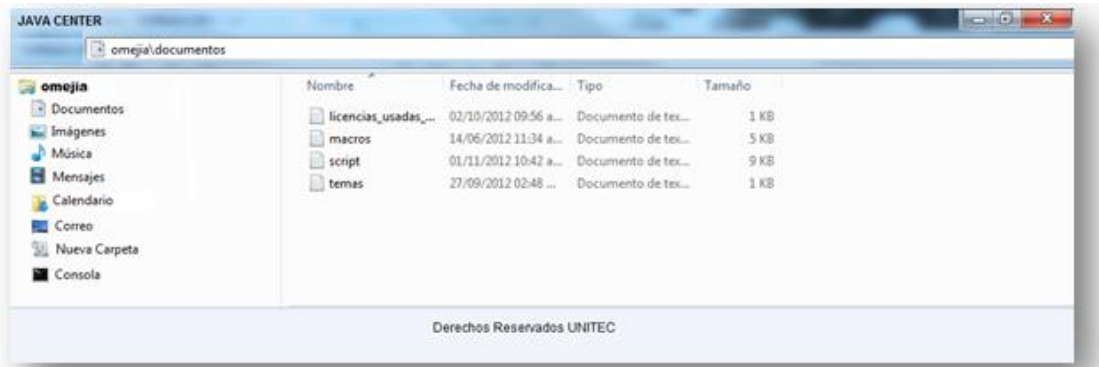 JAVA CENTER
omejia\documentos
omejia
Documentos
Imágenes
Música
Mensajes
Calendario
Correo
Nueva Carpeta
Consola
Nombre Fecha de modifica... Tipo Tamaño
licencias_usadas_... 02/10/2012 09:56 a... Documento de tex... 1 KB
macros 14/06/2012 11:34 a... Documento de tex... 5 KB
script 01/11/2012 10:42 a... Documento de tex... 9 KB
temas 27/09/2012 02:48 ... Documento de tex... 1 KB
Derechos Reservados UNITEC